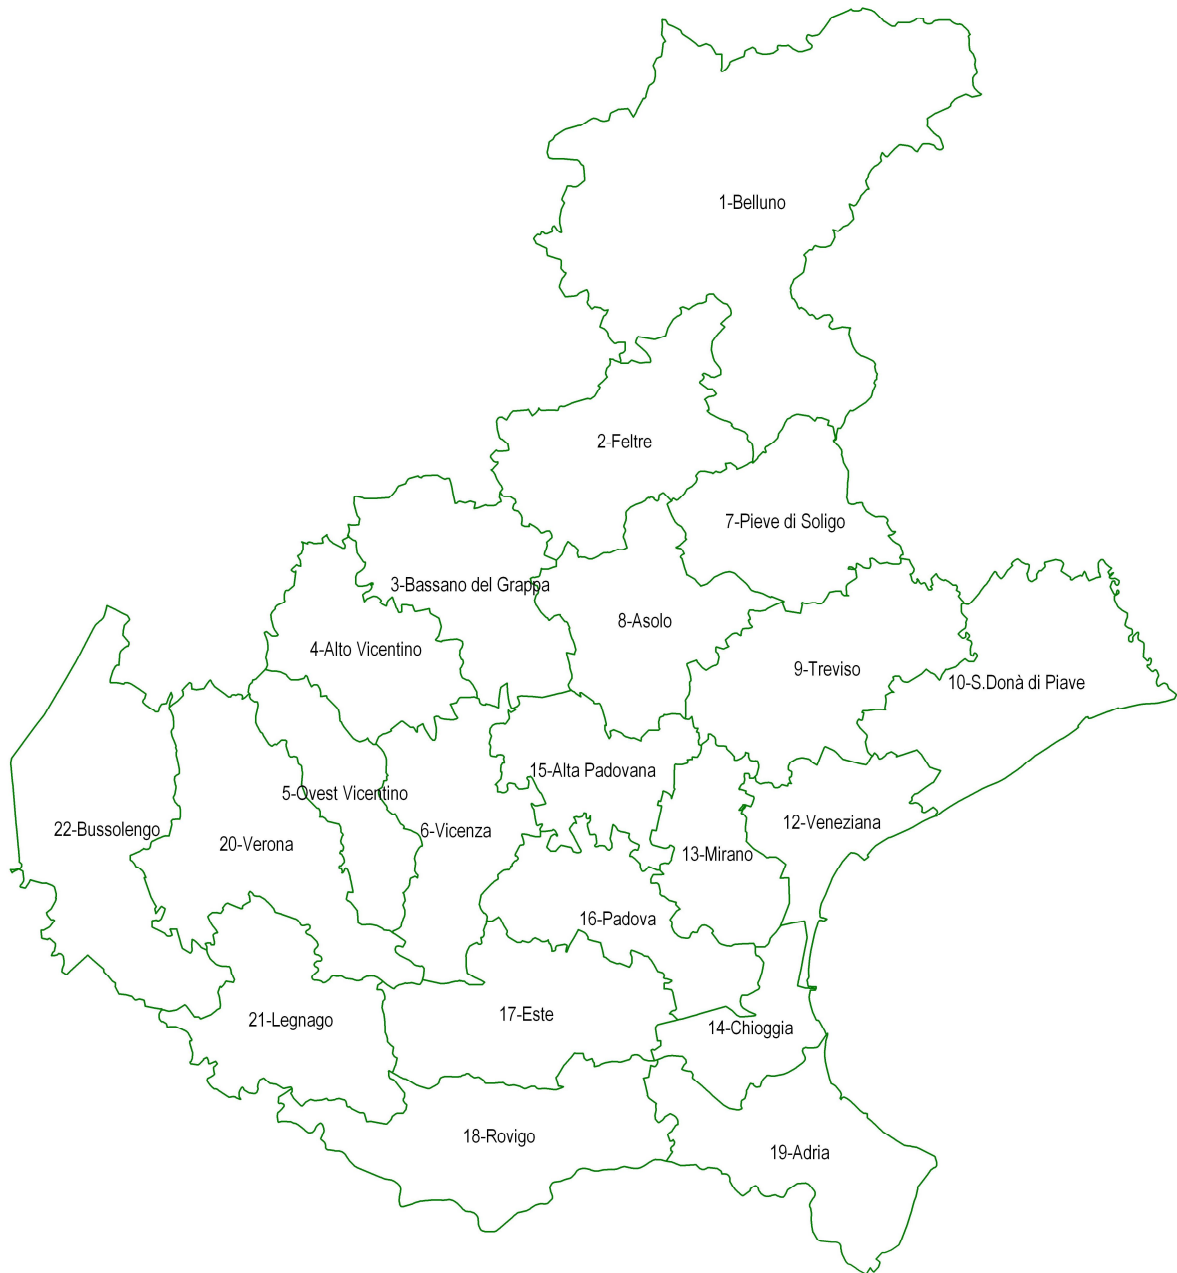 1-Belluno
2-Feltre
7-Pieve di Soligo
3-Bassano del Grappa
8-Asolo
4-Alto Vicentino
9-Treviso
10-S.Donà di Piave
15-Alta Padovana
5-Ovest Vicentino
12-Veneziana
22-Bussolengo
6-Vicenza
20-Verona
13-Mirano
16-Padova
17-Este
21-Legnago
14-Chioggia
18-Rovigo
19-Adria